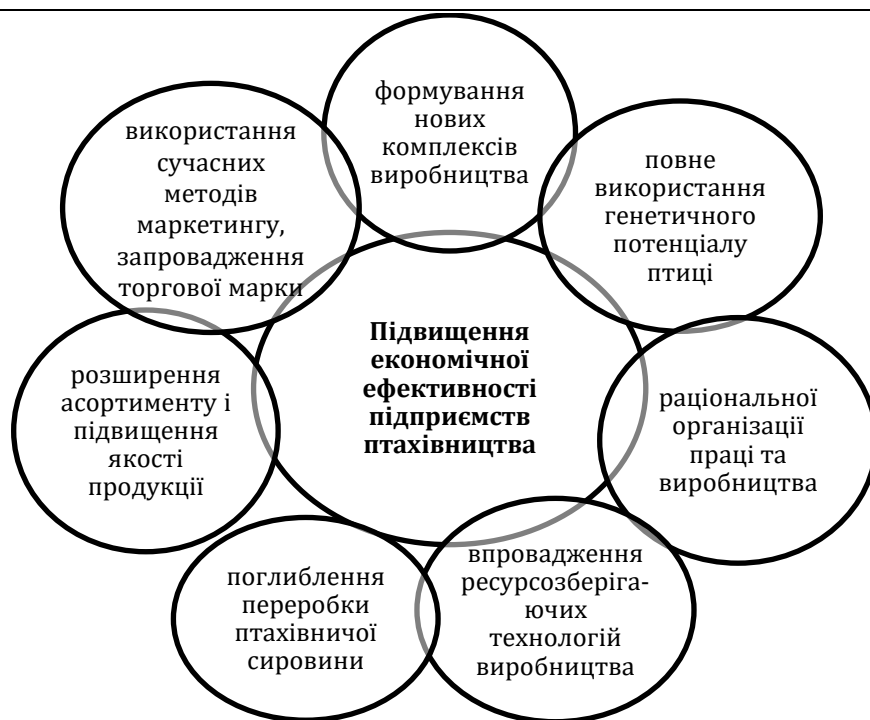 формування
нових
комплексів
виробництва
повне
використання
генетичного
потенціалу
птиці
раціональної
організації
праці та
виробництва
впровадження
ресурсозберіга-
ючих
технологій
виробництва
поглиблення
переробки
птахівничої
сировини
розширення
асортименту і
підвищення
якості
продукції
використання
сучасних
методів
маркетингу,
запровадження
торгової марки
Підвищення
економічної
ефективності
підприємств
птахівництва